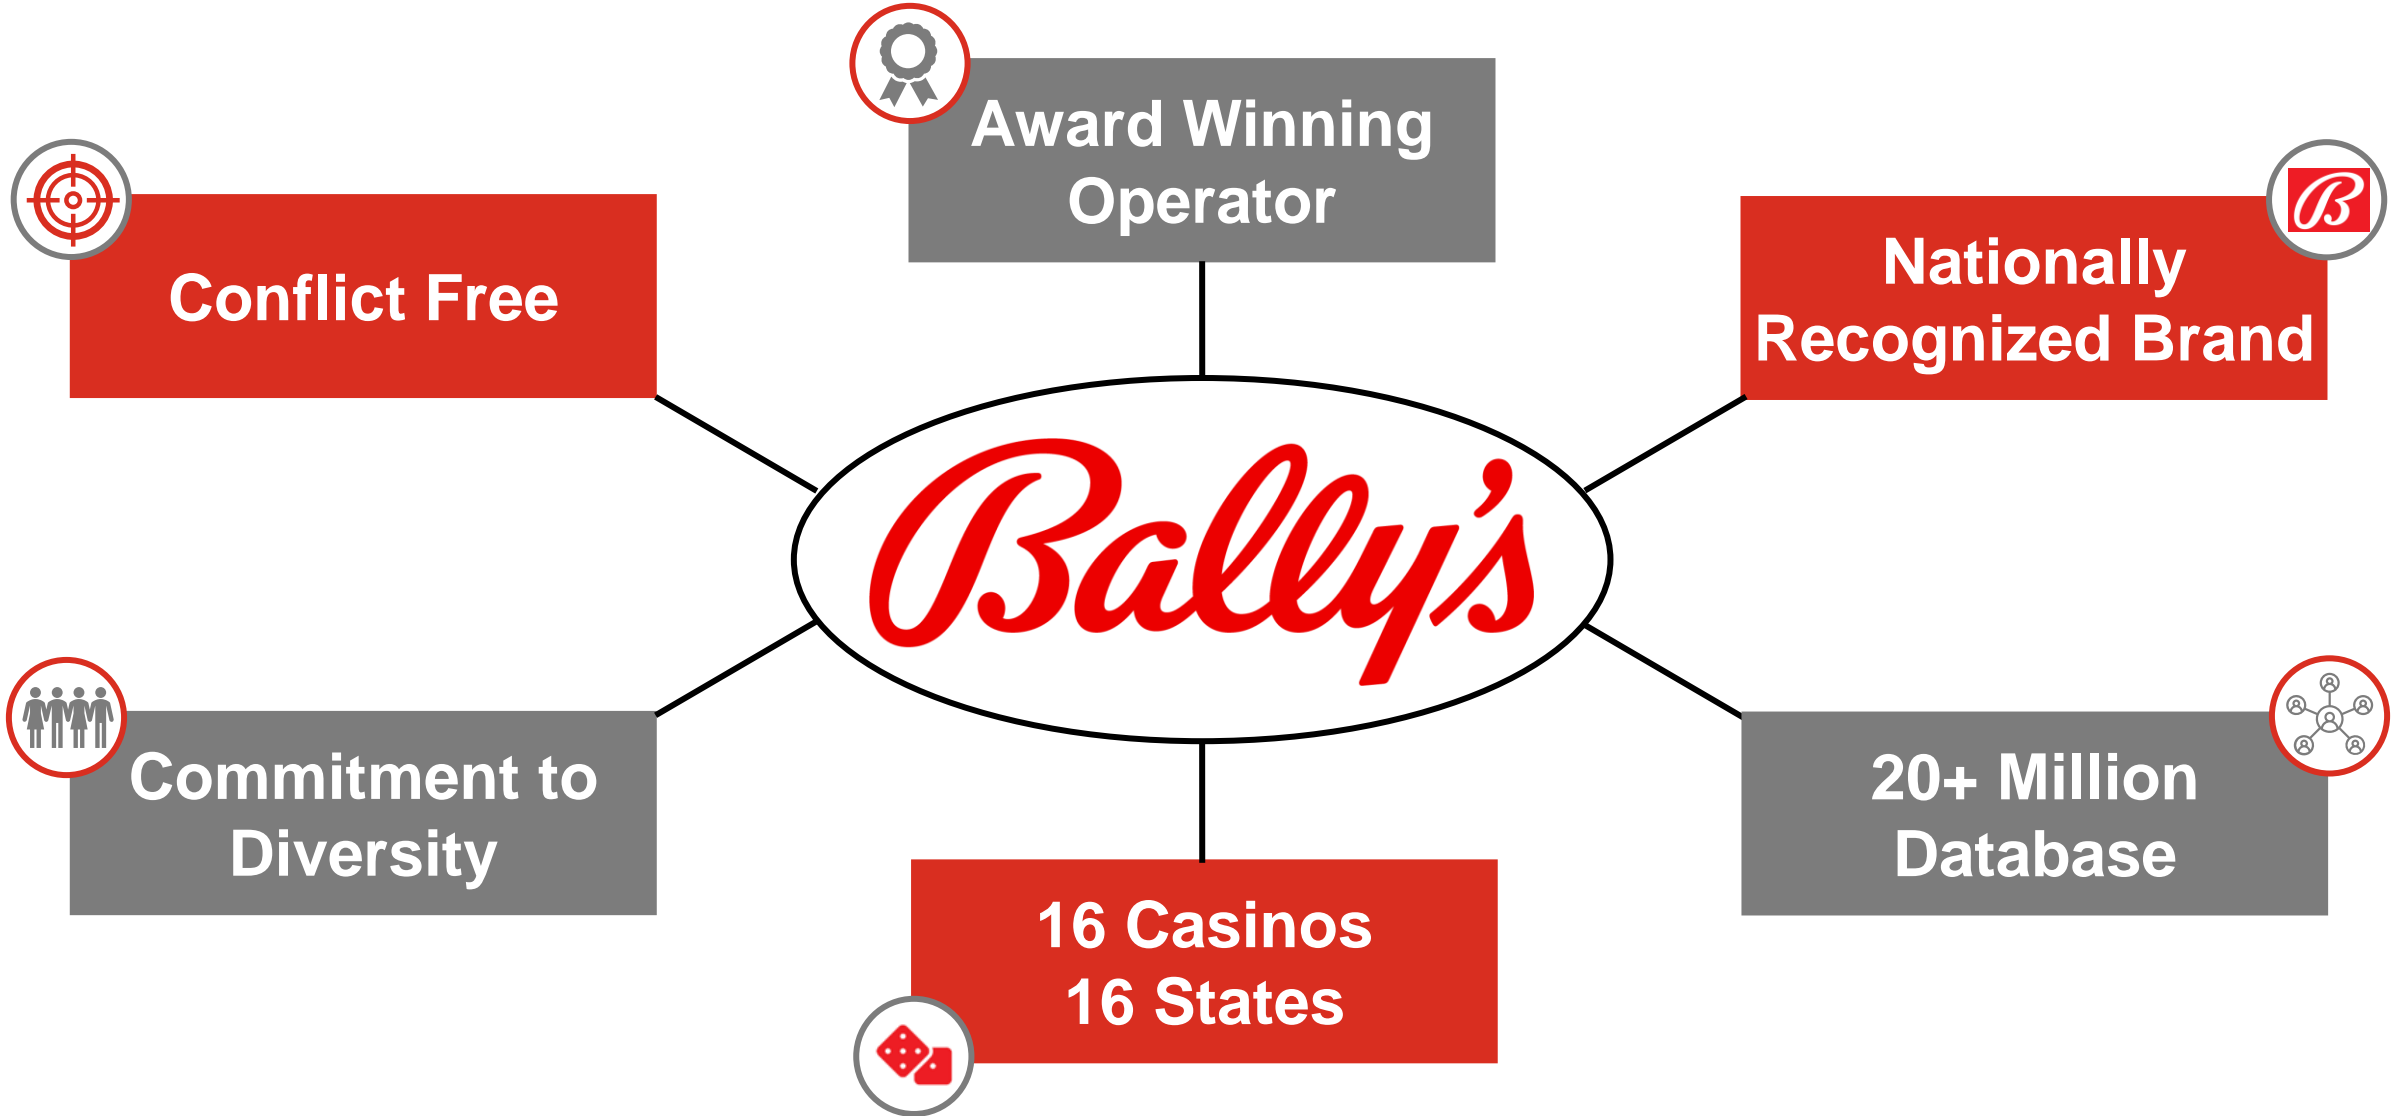 Award Winning
Operator
Conflict Free
B
Nationally
Recognized Brand
Bally's
Commitment to
Diversity
20+ Million
Database
16 Casinos
16 States